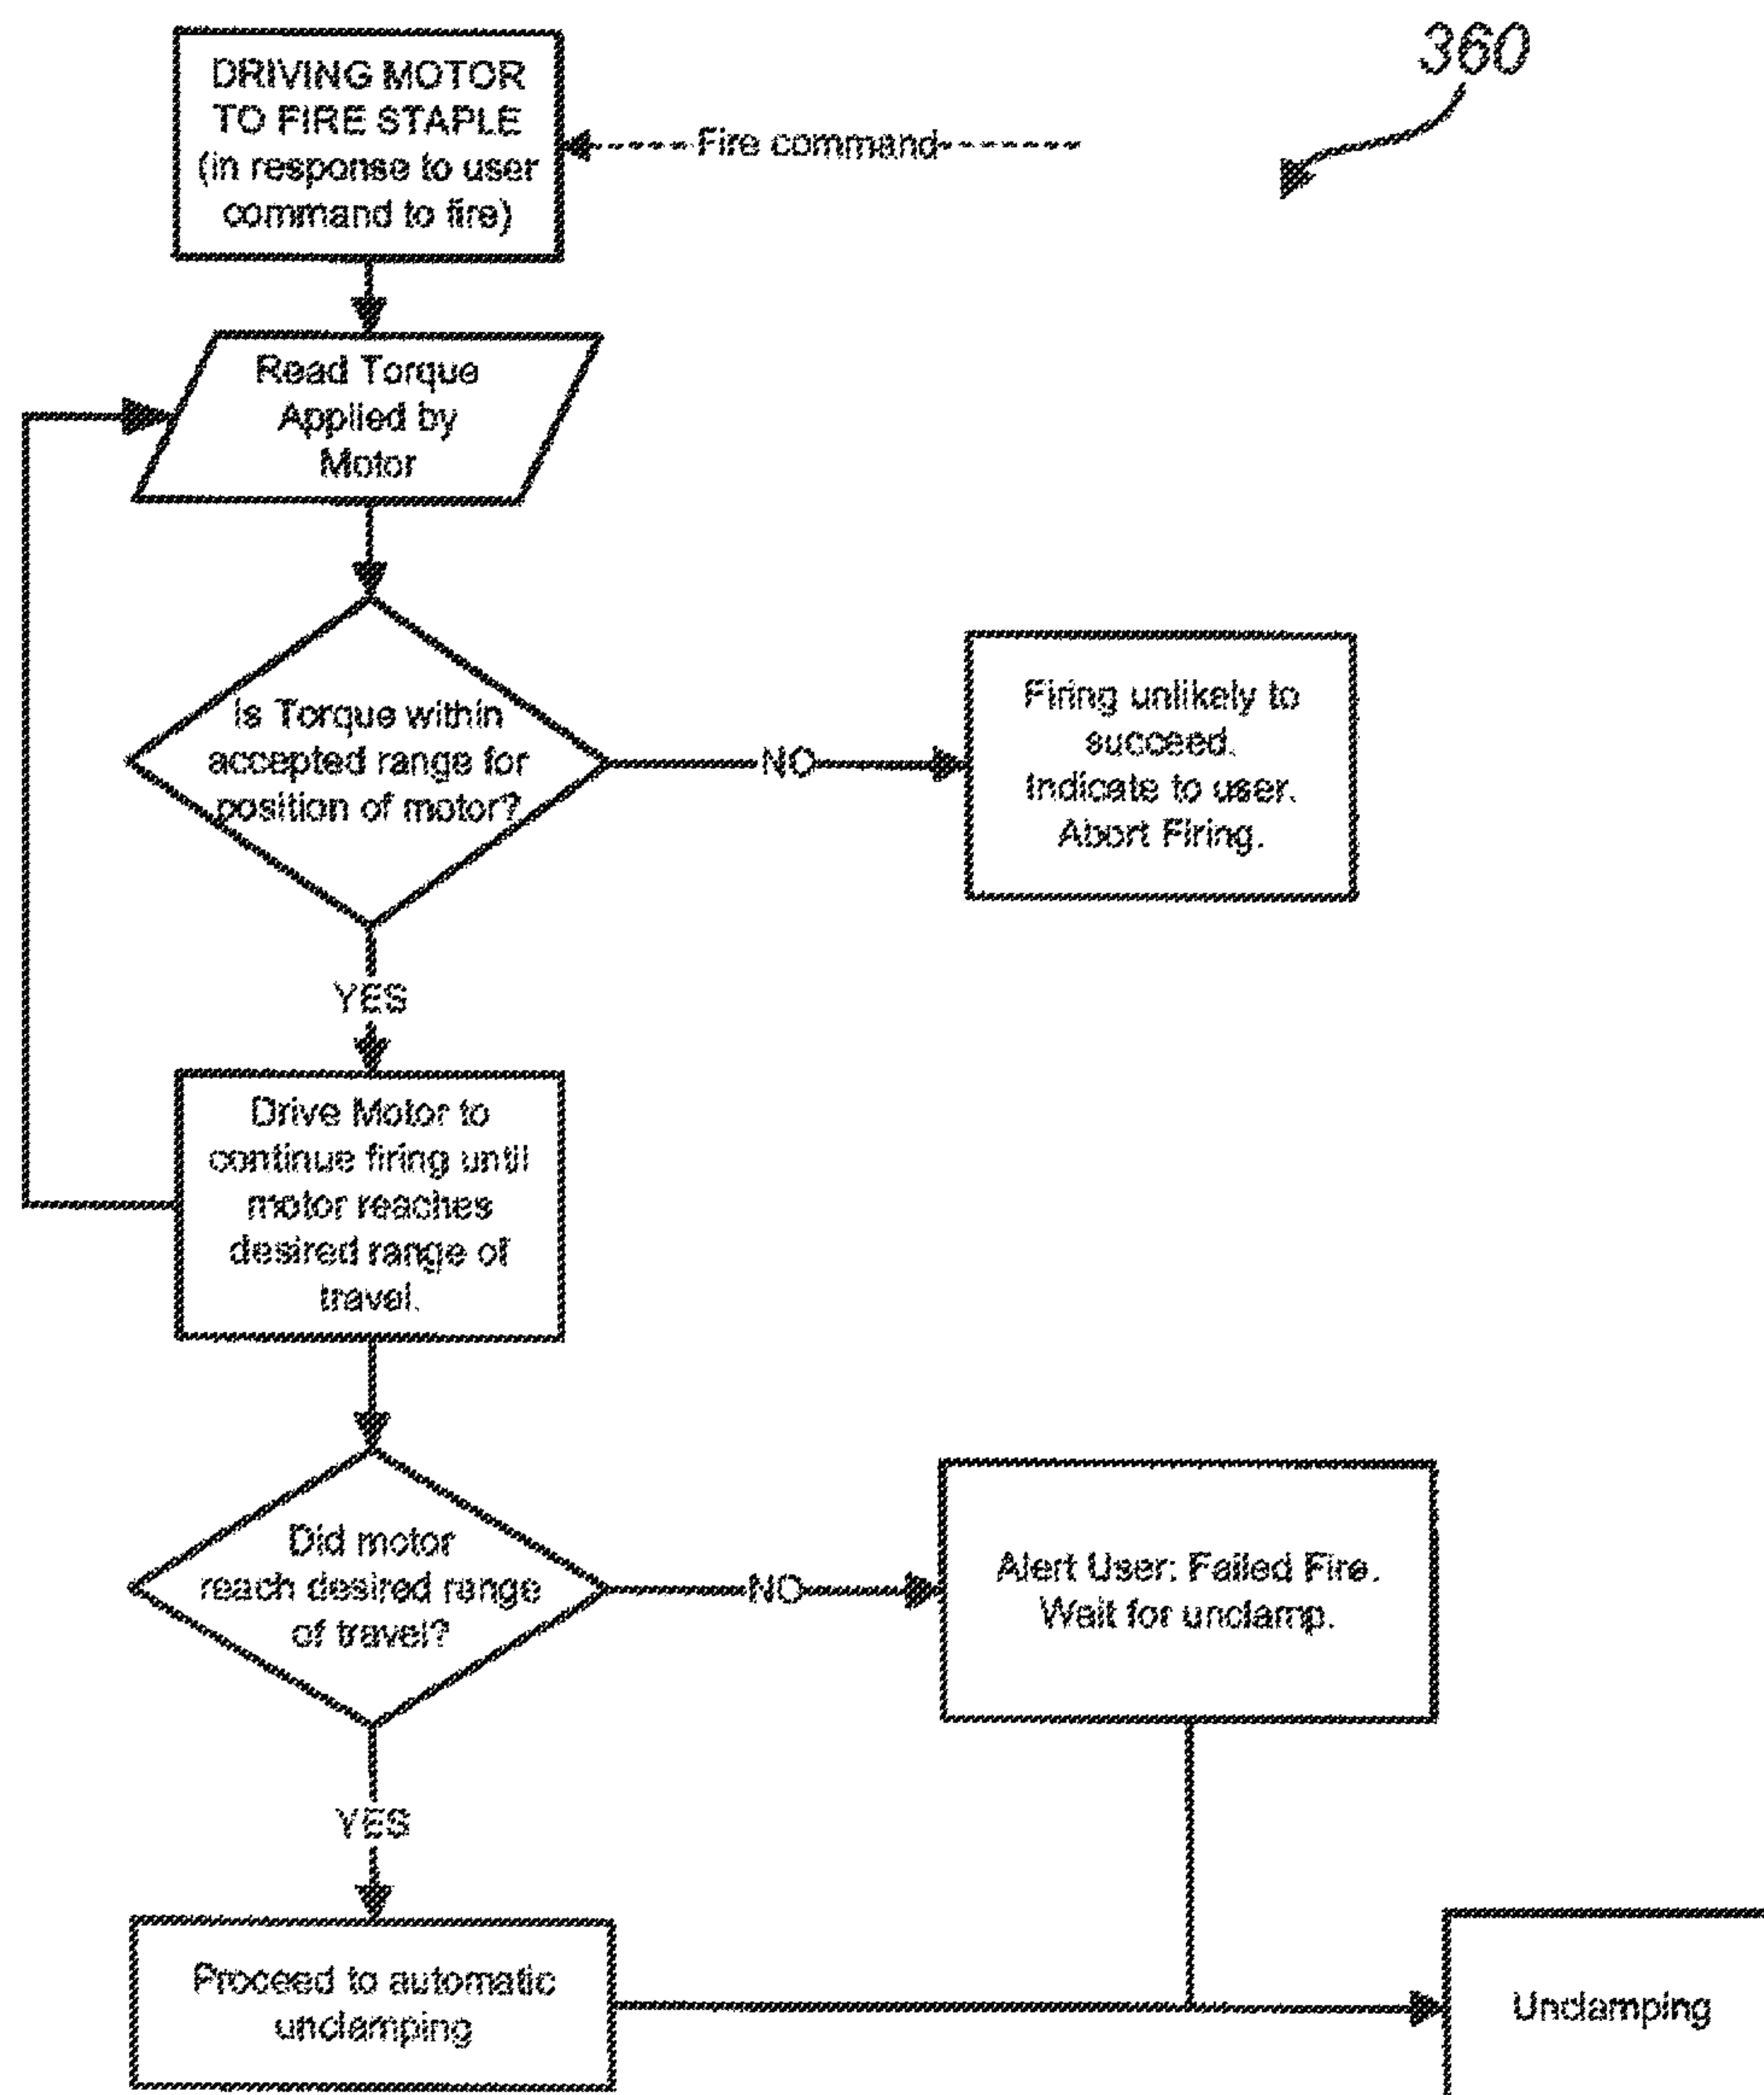 360
DRIVING MOTOR
TO FIRE STAPLE
(in response to user
command to fire)
Fire command
Read Torque
Applied by
Motor
Is Torque within
accepted range for
position of motor?
NO
Firing unlikely to
succeed.
Indicate to user.
Abort Firing.
YES
Drive Motor to
continue firing until
motor reaches
desired range of
travel.
Did motor
reach desired range
of travel?
NO
Alert User: Failed Fire.
Wait for unclamp.
YES
Proceed to automatic
unclamping
Unclamping